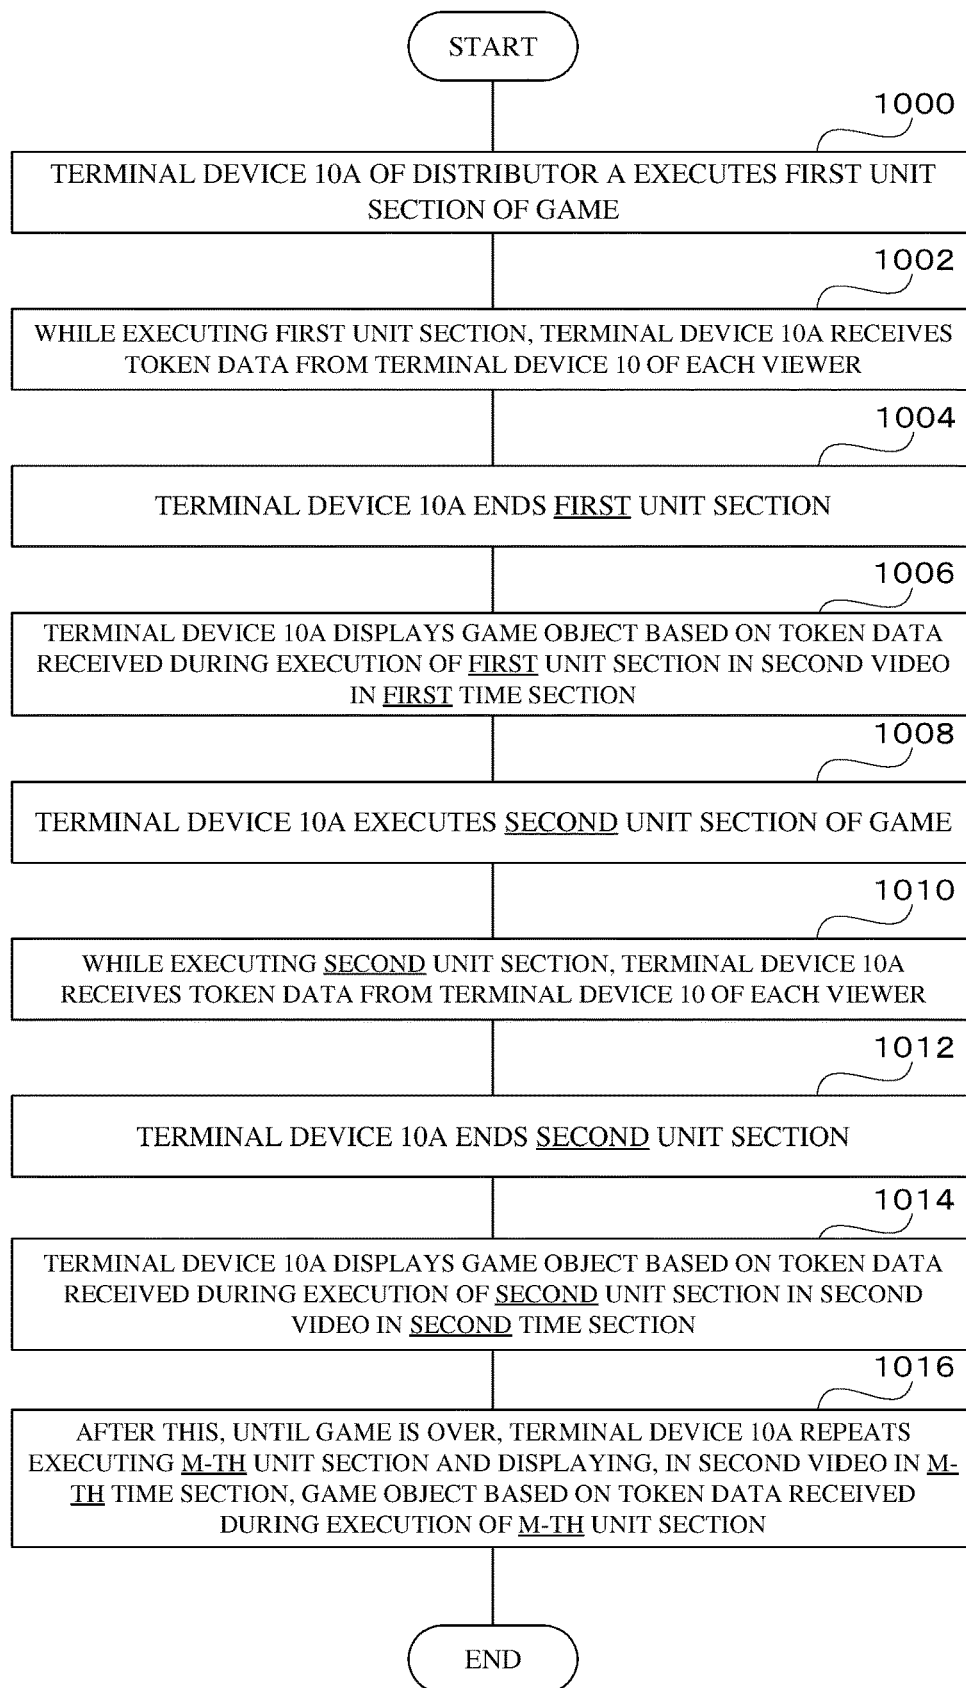 START
1000
TERMINAL DEVICE 10A OF DISTRIBUTOR A EXECUTES FIRST UNIT
SECTION OF GAME
1002
WHILE EXECUTING FIRST UNIT SECTION, TERMINAL DEVICE 10A RECEIVES
TOKEN DATA FROM TERMINAL DEVICE 10 OF EACH VIEWER
1004
TERMINAL DEVICE 10A ENDS FIRST UNIT SECTION
1006
TERMINAL DEVICE 10A DISPLAYS GAME OBJECT BASED ON TOKEN DATA
RECEIVED DURING EXECUTION OF FIRST UNIT SECTION IN SECOND VIDEO
IN FIRST TIME SECTION
1008
TERMINAL DEVICE 10A EXECUTES SECOND UNIT SECTION OF GAME
1010
WHILE EXECUTING SECOND UNIT SECTION, TERMINAL DEVICE 10A
RECEIVES TOKEN DATA FROM TERMINAL DEVICE 10 OF EACH VIEWER
1012
TERMINAL DEVICE 10A ENDS SECOND UNIT SECTION
1014
TERMINAL DEVICE 10A DISPLAYS GAME OBJECT BASED ON TOKEN DATA
RECEIVED DURING EXECUTION OF SECOND UNIT SECTION IN SECOND
VIDEO IN SECOND TIME SECTION
1016
AFTER THIS, UNTIL GAME IS OVER, TERMINAL DEVICE 10A REPEATS
EXECUTING M-TH UNIT SECTION AND DISPLAYING, IN SECOND VIDEO IN M-
TH TIME SECTION, GAME OBJECT BASED ON TOKEN DATA RECEIVED
DURING EXECUTION OF M-TH UNIT SECTION
END